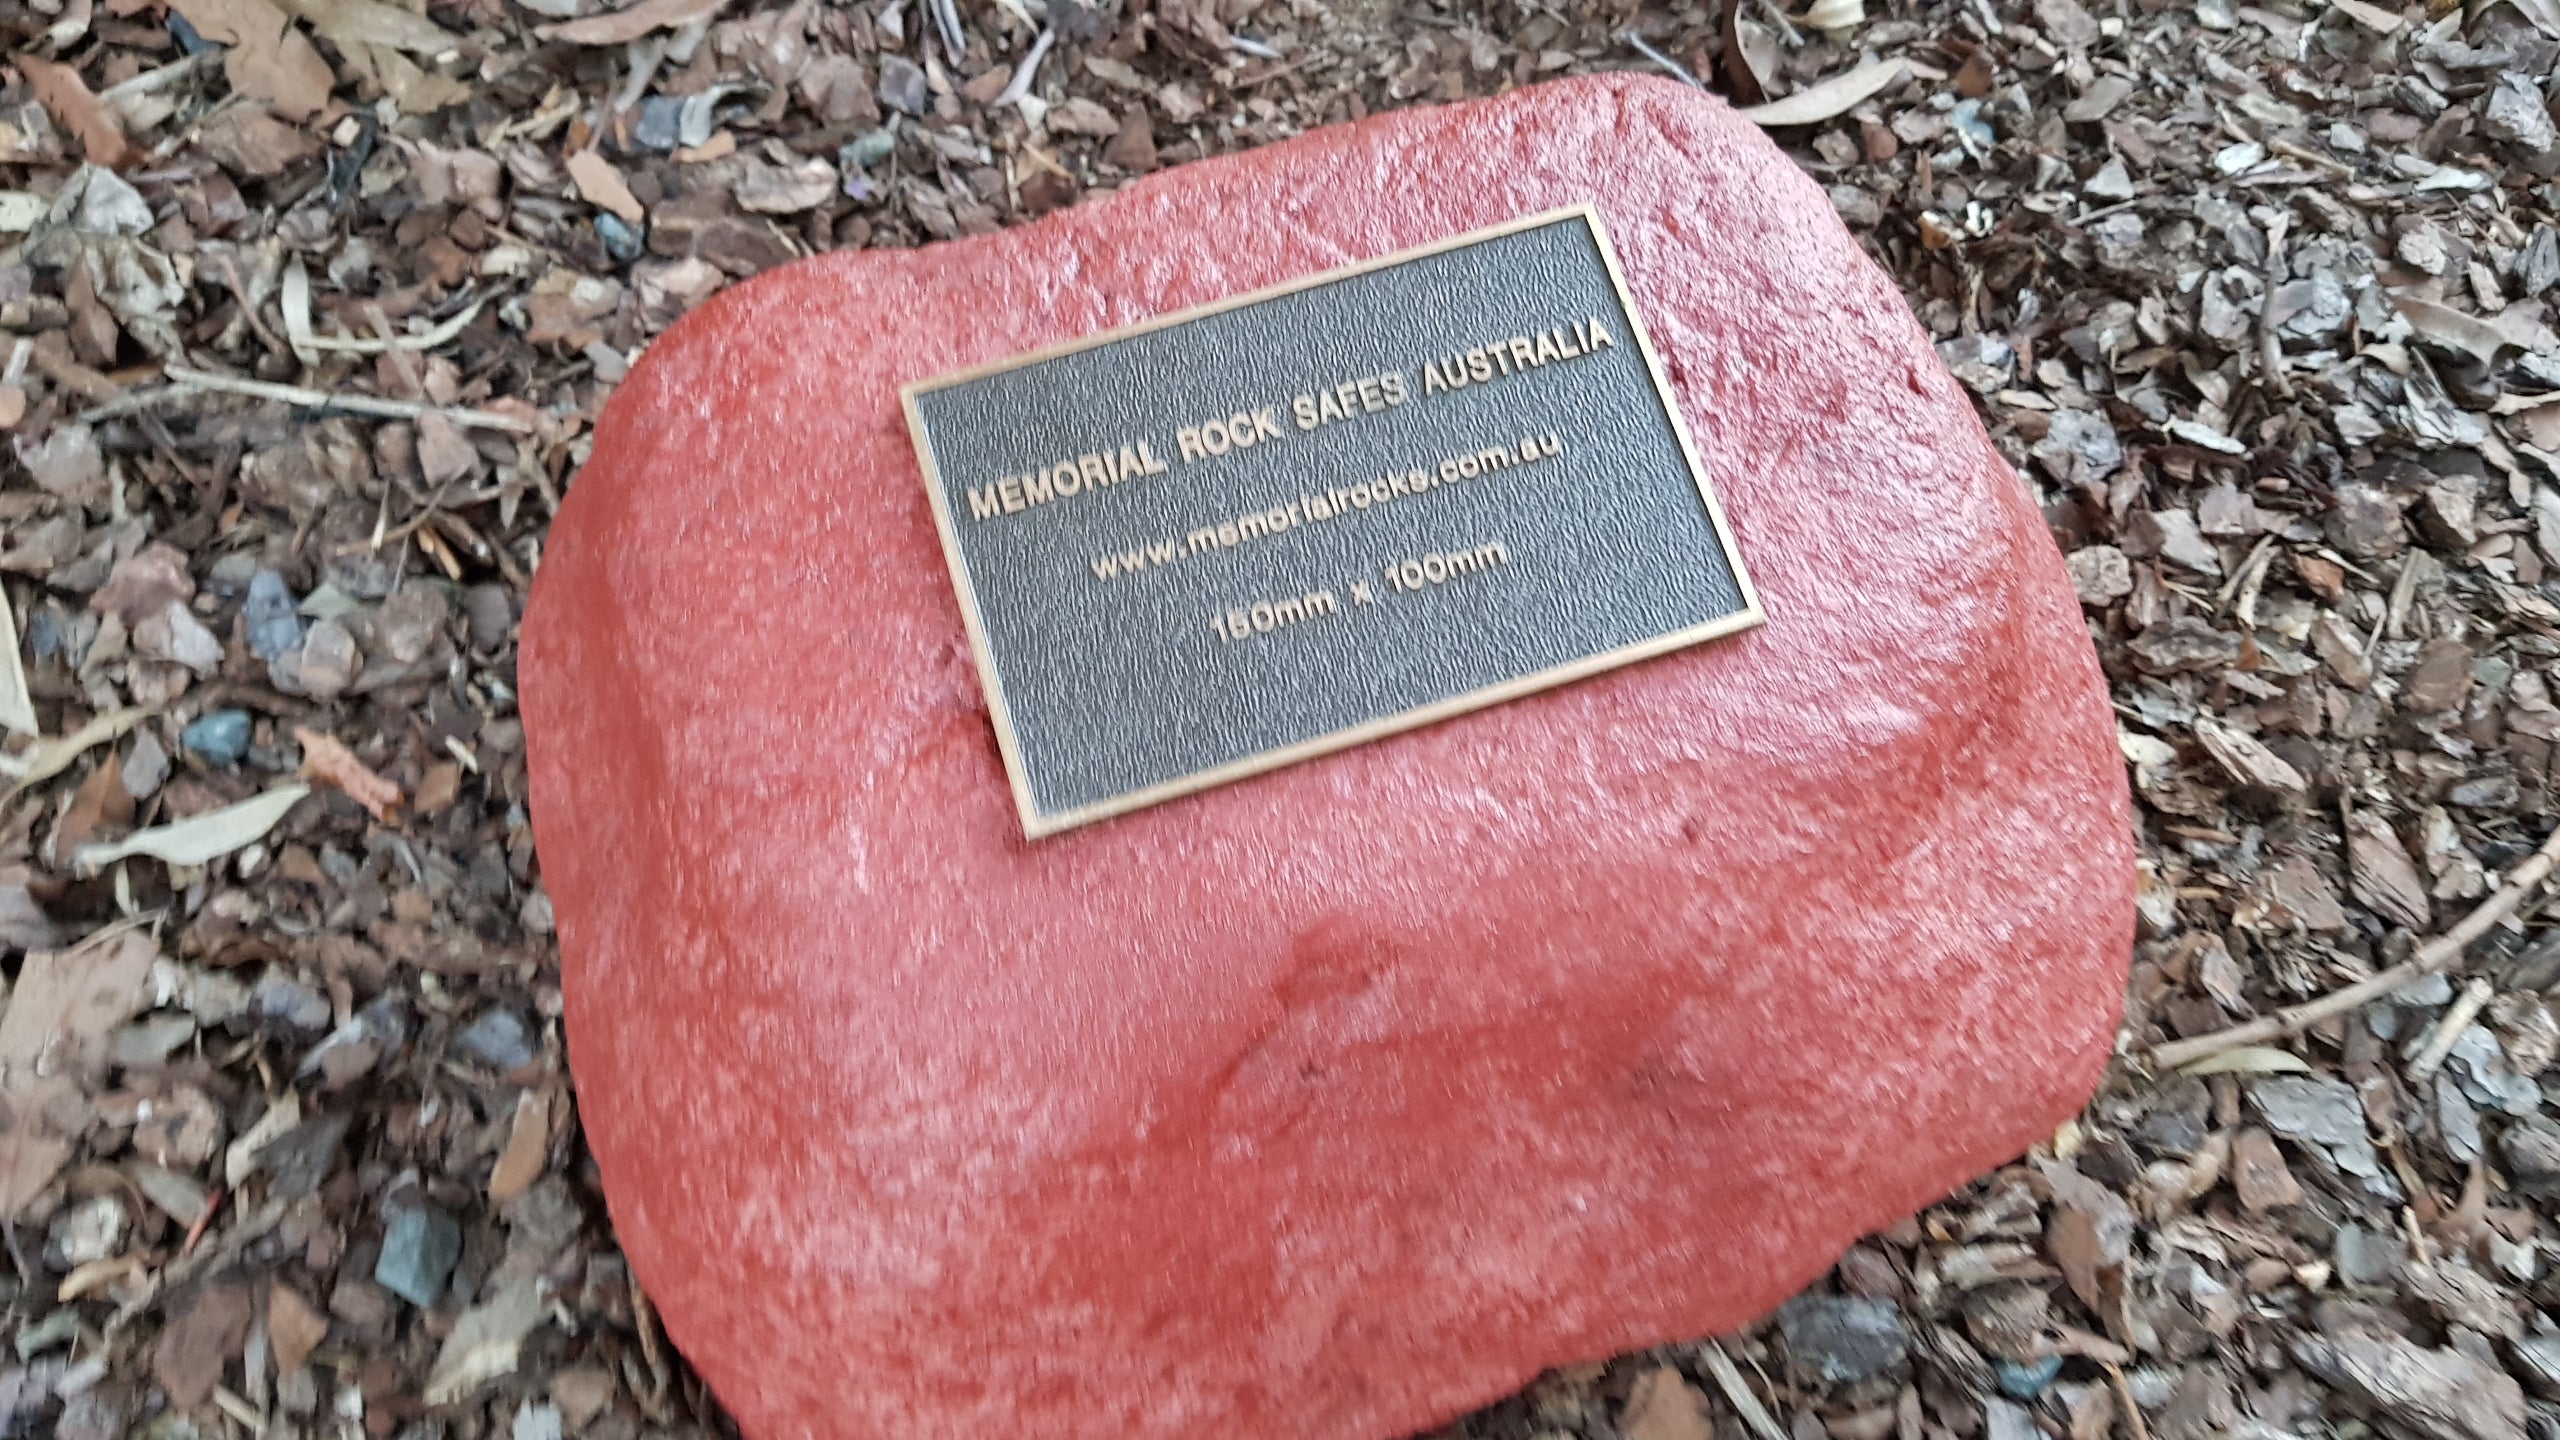 MEMORIAL ROCK SAFES AUSTRALIA
www.memorialrocks.com.au
150mm x 100mm